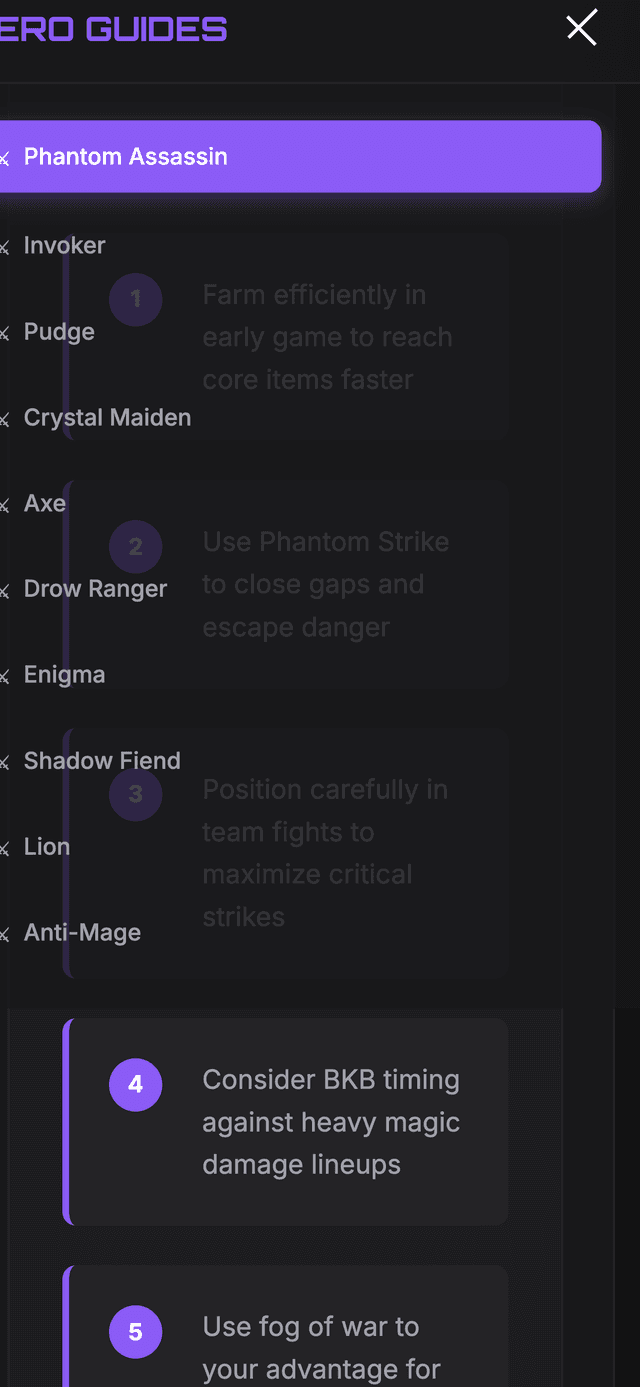 ERO GUIDES
Phantom Assassin
Invoker
Pudge
Crystal Maiden
Axe
Drow Ranger
Enigma
Shadow Fiend
Lion
Anti-Mage
1
Farm efficiently in
early game to reach
core items faster
2
Use Phantom Strike
to close gaps and
escape danger
3
Position carefully in
team fights to
maximize critical
strikes
4
Consider BKB timing
against heavy magic
damage lineups
5
Use fog of war to
your advantage for